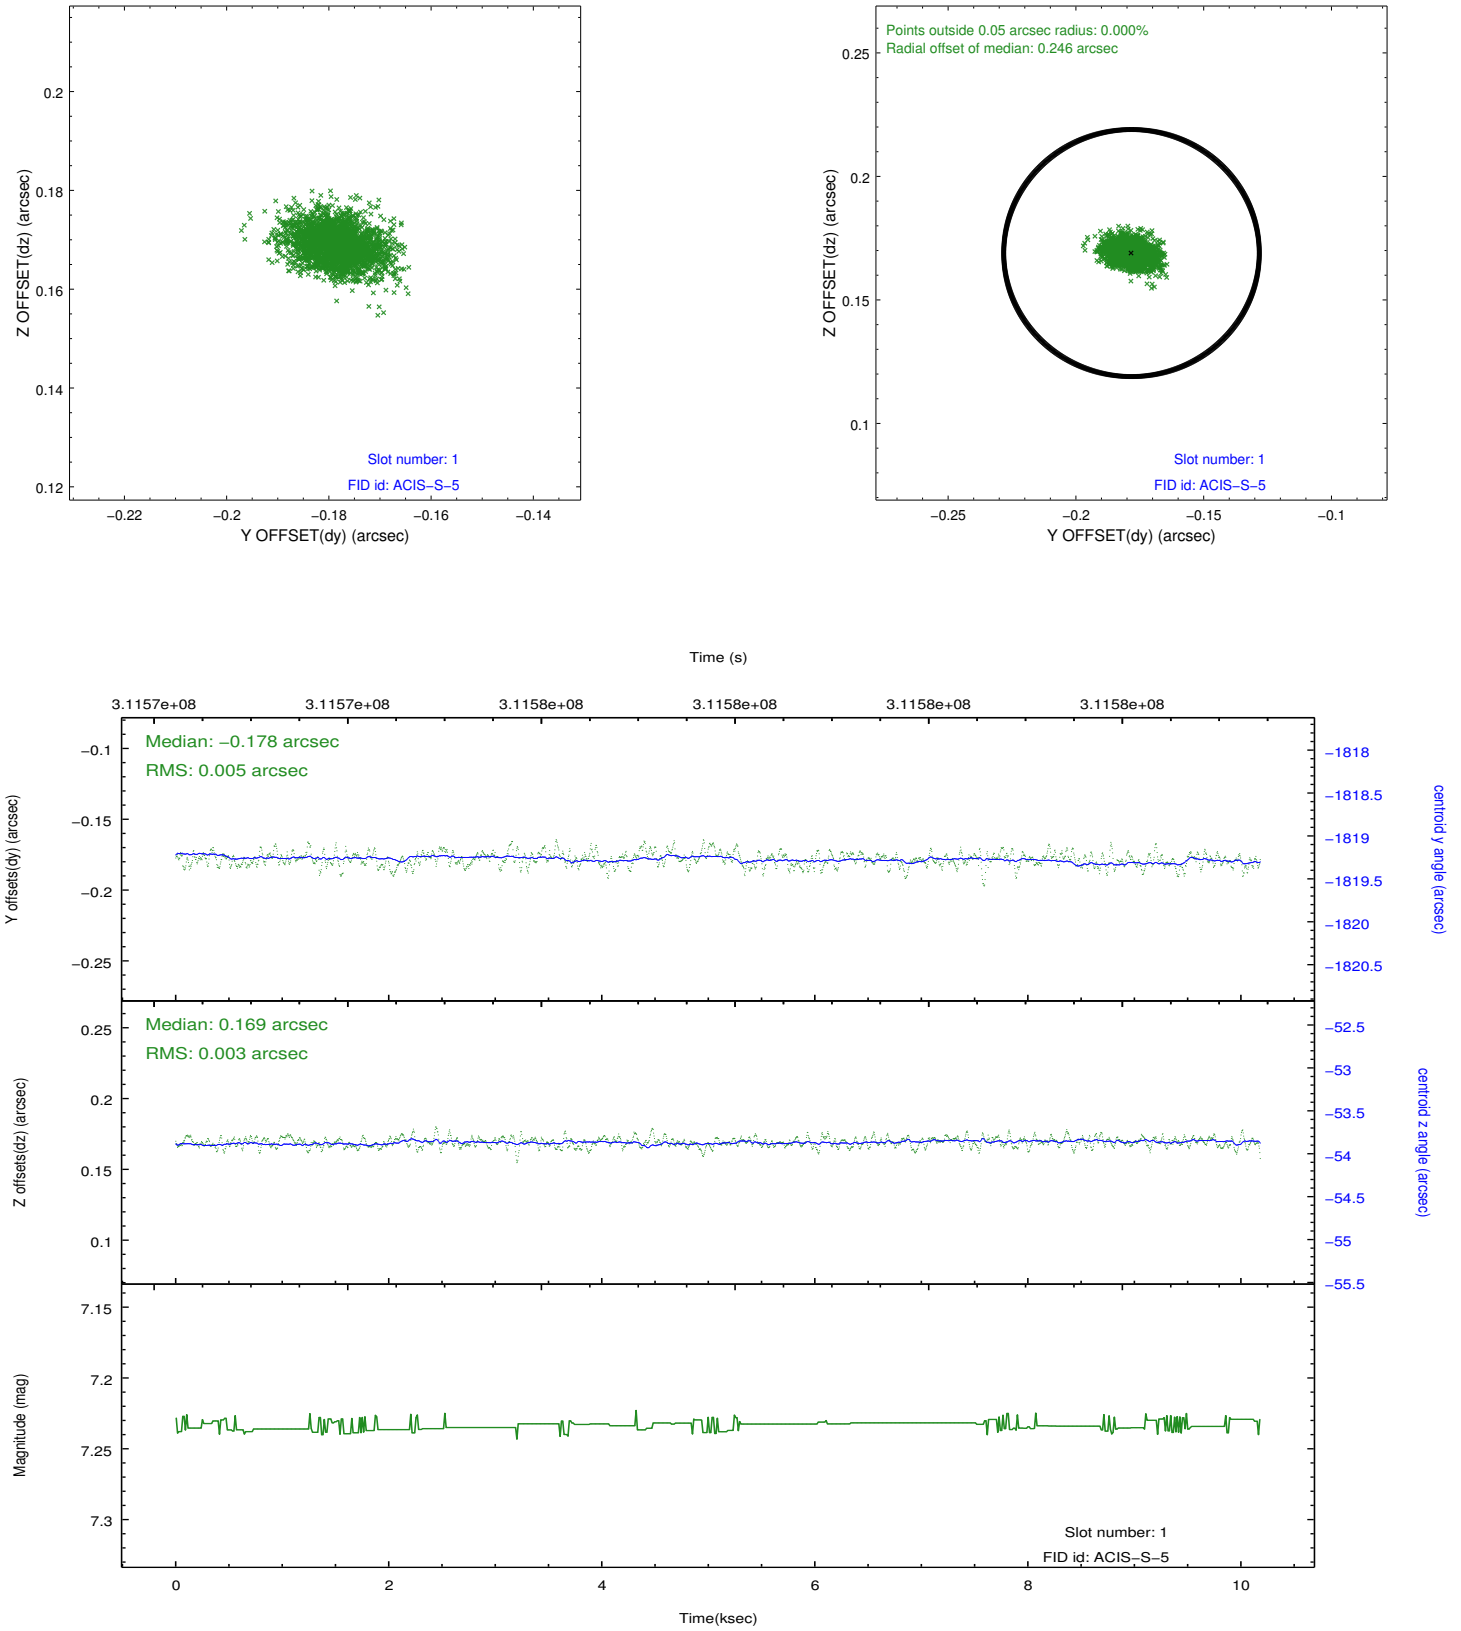 0.2
0.18
0.16
0.14
0.12
Z OFFSET(dz) (arcsec)
Slot number: 1
FID id: ACIS−S−5
−0.22
−0.2
−0.18
−0.16
−0.14
Y OFFSET(dy) (arcsec)
Points outside 0.05 arcsec radius: 0.000%
Radial offset of median: 0.246 arcsec
0.25
0.2
0.15
0.1
Z OFFSET(dz) (arcsec)
Slot number: 1
FID id: ACIS−S−5
−0.25
−0.2
−0.15
−0.1
Y OFFSET(dy) (arcsec)
Time (s)
3.1157e+08
3.1157e+08
3.1158e+08
3.1158e+08
3.1158e+08
3.1158e+08
Median: −0.178 arcsec
RMS: 0.005 arcsec
−0.1
−0.15
−0.2
−0.25
Y offsets(dy) (arcsec)
−1818
−1818.5
−1819
−1819.5
−1820
−1820.5
centroid y angle (arcsec)
Median: 0.169 arcsec
RMS: 0.003 arcsec
0.25
0.2
0.15
0.1
Z offsets(dz) (arcsec)
−52.5
−53
−53.5
−54
−54.5
−55
−55.5
centroid z angle (arcsec)
7.15
7.2
7.25
7.3
Magnitude (mag)
Slot number: 1
FID id: ACIS−S−5
0
2
4
6
8
10
Time(ksec)